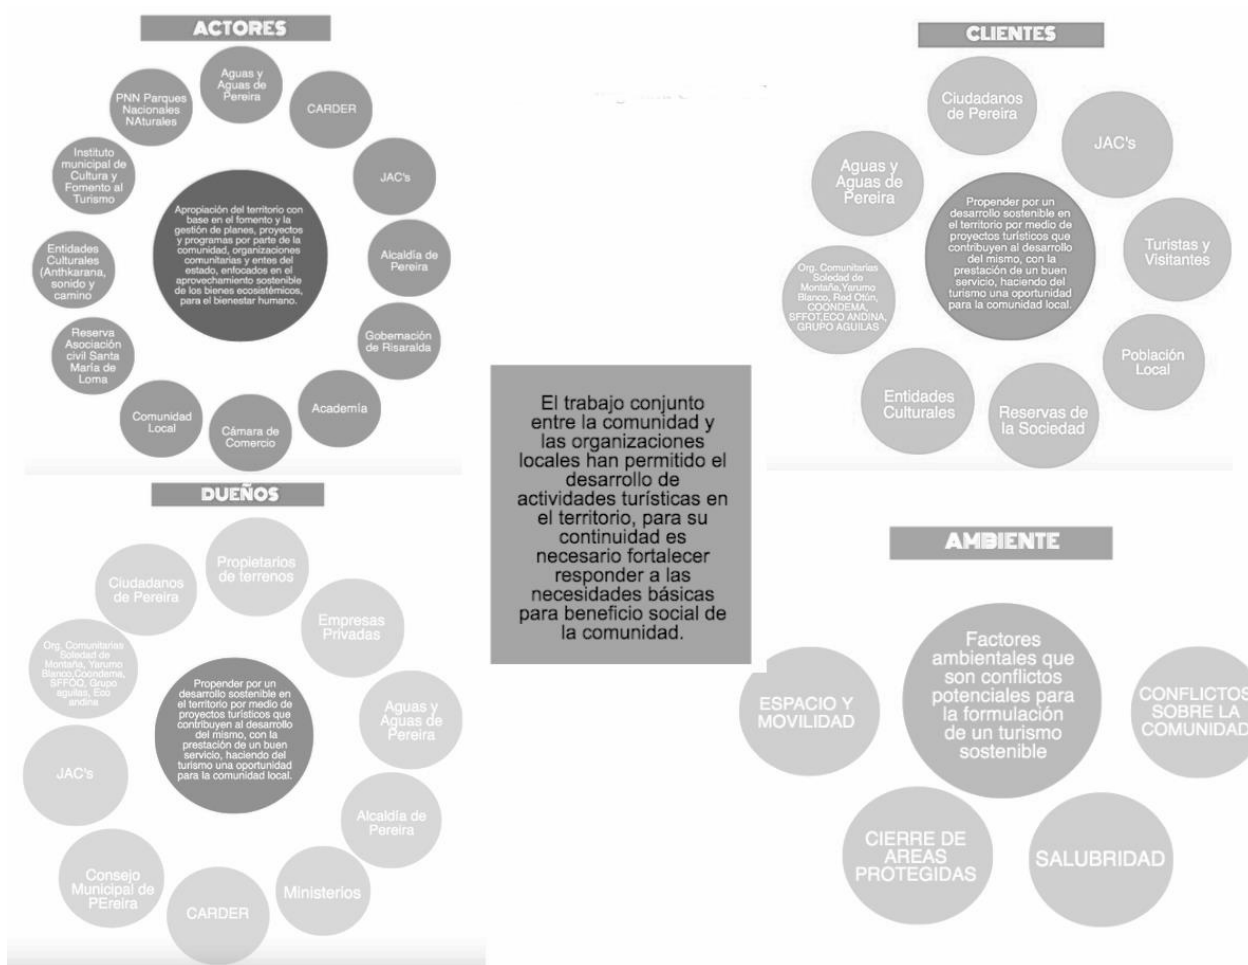 ACTORES
Aguas y
Aguas de
Pereira
CARDER
JAC's
Alcaldía de
Pereira
Gobernación
de Risaralda
Academía
Cámara de
Comercio
Comunidad
Local
Reserva
Asociación
civil Santa
María de
Loma
Entidades
Culturales
(Anthkarana,
sonido y
camino
Instituto
municipal de
Cultura y
Fomento al
Turismo
PNN Parques
Nacionales
NAturales
Apropiación del territorio con
base en el fomento y la
gestión de planes, proyectos
y programas por parte de la
comunidad, organizaciones
comunitarias y entes del
estado, enfocados en el
aprovechamiento sostenible
de los bienes ecosistémicos,
para el bienestar humano.
CLIENTES
Ciudadanos
de Pereira
JAC's
Turistas y
Visitantes
Población
Local
Reservas de
la Sociedad
Entidades
Culturales
Org. Comunitarias
Soledad de
Montaña,Yarumo
Blanco, Red Otún,
COONDEMA,
SFFOT,ECO ANDINA,
GRUPO AGUILAS
Aguas y
Aguas de
Pereira
Propender por un
desarrollo sostenible en
el territorio por medio de
proyectos turísticos que
contribuyen al desarrollo
del mismo, con la
prestación de un buen
servicio, haciendo del
turismo una oportunidad
para la comunidad local.
El trabajo conjunto
entre la comunidad y
las organizaciones
locales han permitido el
desarrollo de
actividades turísticas en
el territorio, para su
continuidad es
necesario fortalecer
responder a las
necesidades básicas
para beneficio social de
la comunidad.
DUEÑOS
Propietarios
de terrenos
Empresas
Privadas
Aguas y
Aguas de
Pereira
Alcaldía de
Pereira
Ministerios
CARDER
Consejo
Municipal de
PEreira
JAC's
Org. Comunitarias
Soledad de
Montaña, Yarumo
Blanco,Coondema,
SFFOQ, Grupo
aguilas, Eco
andina
Ciudadanos
de Pereira
Propender por un
desarrollo sostenible en
el territorio por medio de
proyectos turísticos que
contribuyen al desarrollo
del mismo, con la
prestación de un buen
servicio, haciendo del
turismo una oportunidad
para la comunidad local.
AMBIENTE
Factores
ambientales que
son conflictos
potenciales para
la formulación
de un turismo
sostenible
ESPACIO Y
MOVILIDAD
CIERRE DE
AREAS
PROTEGIDAS
SALUBRIDAD
CONFLICTOS
SOBRE LA
COMUNIDAD